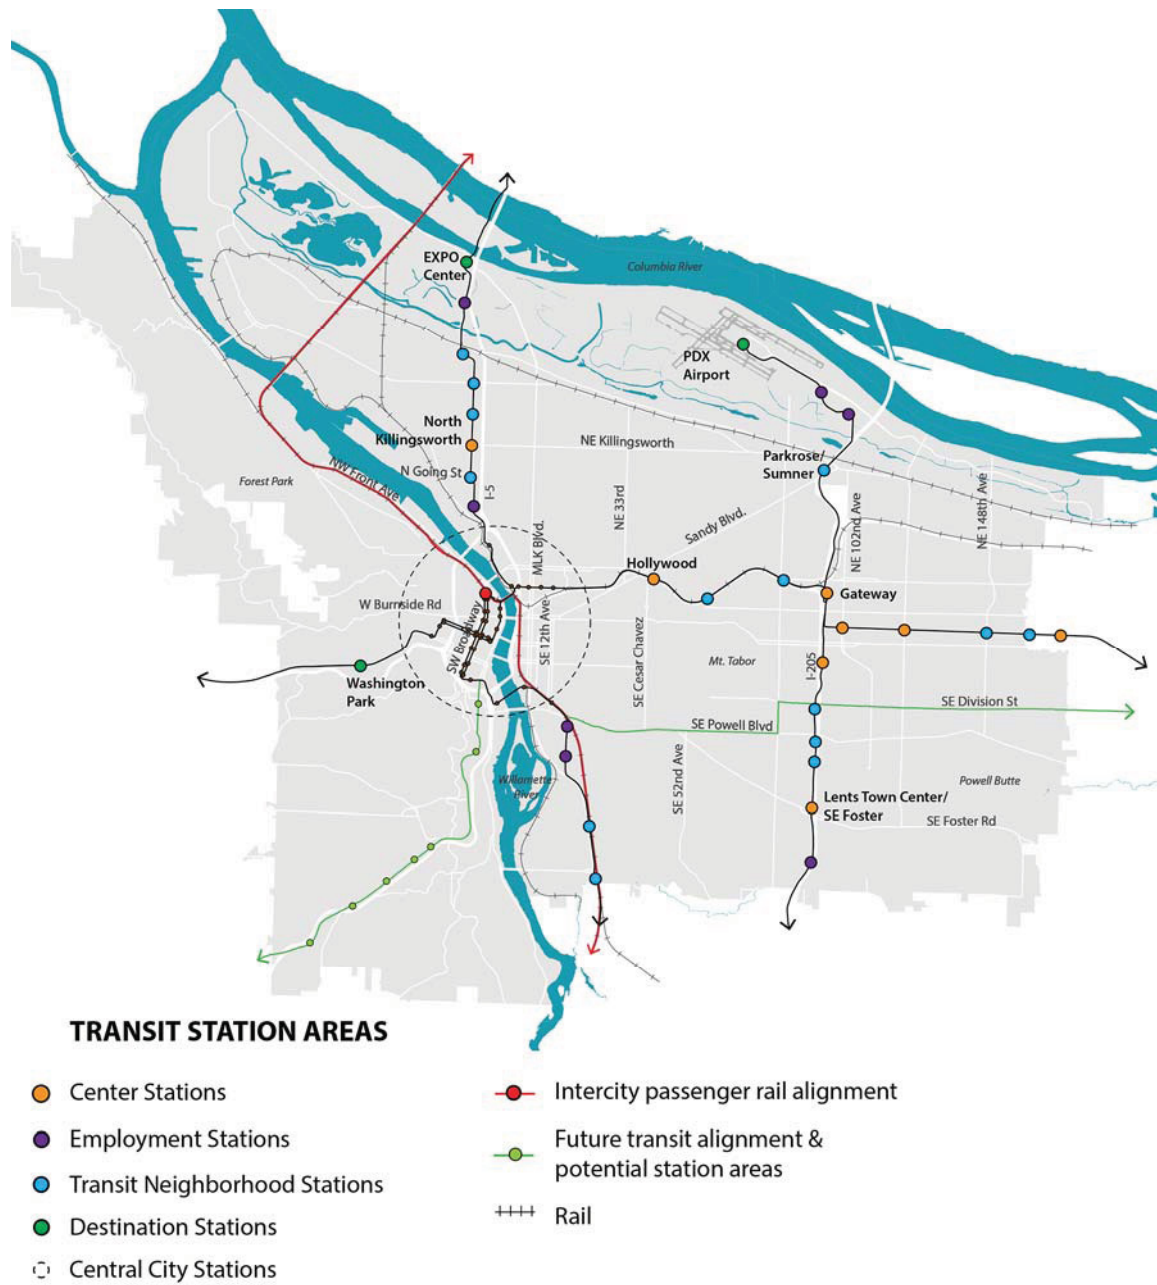 Columbia River
EXPO
Center
PDX
Airport
North
Killingsworth
NE Killingsworth
Parkrose/
Sumner
N Going St
NW Front Ave
Forest Park
I-5
NE 33rd
Sandy Blvd.
NE 102nd Ave
NE 148th Ave
MLK Blvd.
Hollywood
Gateway
W Burnside Rd
SW Broadway
SE 12th Ave
SE Cesar Chavez
Mt. Tabor
I-205
Washington
Park
SE Division St
SE Powell Blvd
SE 52nd Ave
Willamette
River
Powell Butte
Lents Town Center/
SE Foster
SE Foster Rd
TRANSIT STATION AREAS
Center Stations
Employment Stations
Transit Neighborhood Stations
Destination Stations
Central City Stations
Intercity passenger rail alignment
Future transit alignment &
potential station areas
Rail